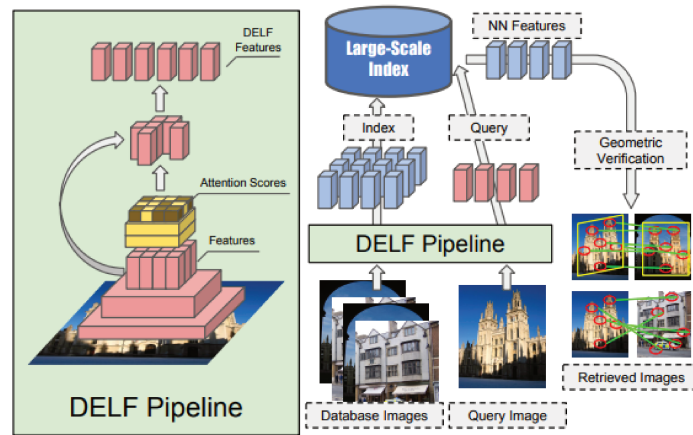 DELF
Features
Attention Scores
Features
DELF Pipeline
Large-Scale
Index
NN Features
Index
Query
Geometric
Verification
DELF Pipeline
Database Images
Query Image
Retrieved Images